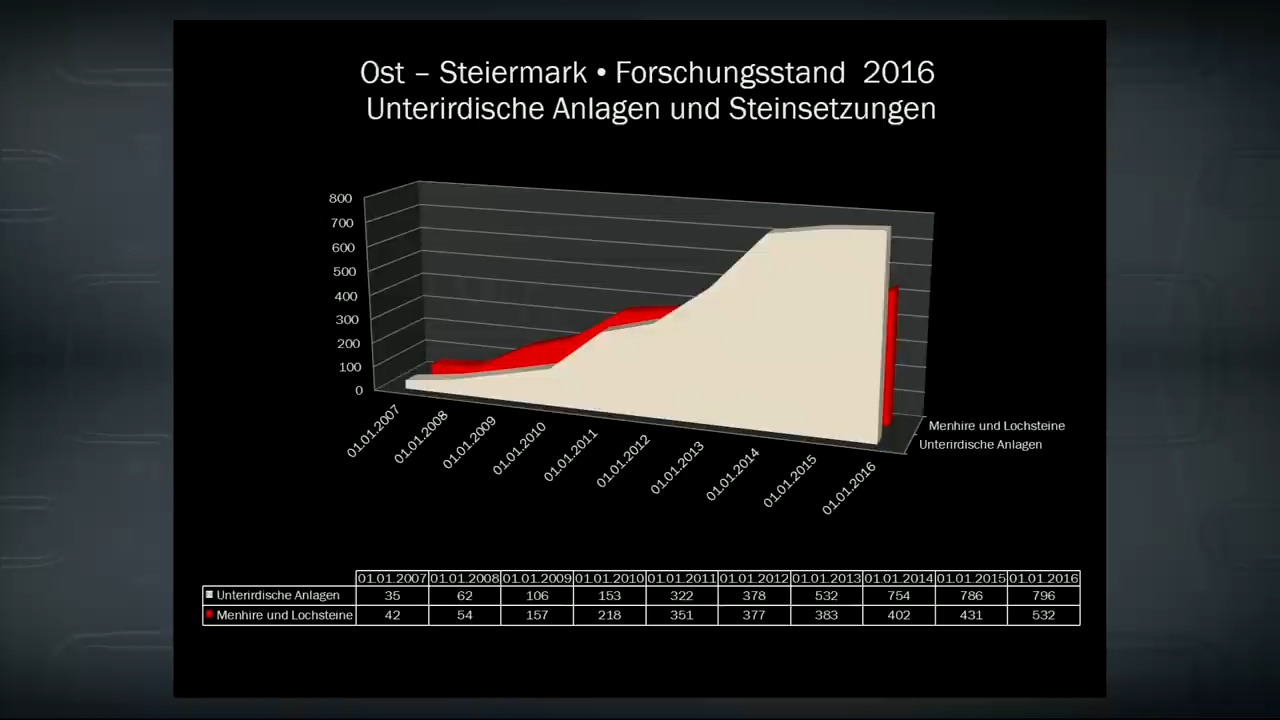 Ost – Steiermark • Forschungsstand 2016
Unterirdische Anlagen und Steinsetzungen
800
700
600
500
400
300
200
100
0
01.01.2007
01.01.2008
01.01.2009
01.01.2010
01.01.2011
01.01.2012
01.01.2013
01.01.2014
01.01.2015
01.01.2016
Menhire und Lochsteine
Unterirdische Anlagen
01.01.2007 01.01.2008 01.01.2009 01.01.2010 01.01.2011 01.01.2012 01.01.2013 01.01.2014 01.01.2015 01.01.2016
Unterirdische Anlagen 35 62 106 153 322 378 532 754 786 796
Menhire und Lochsteine 42 54 157 218 351 377 383 402 431 532